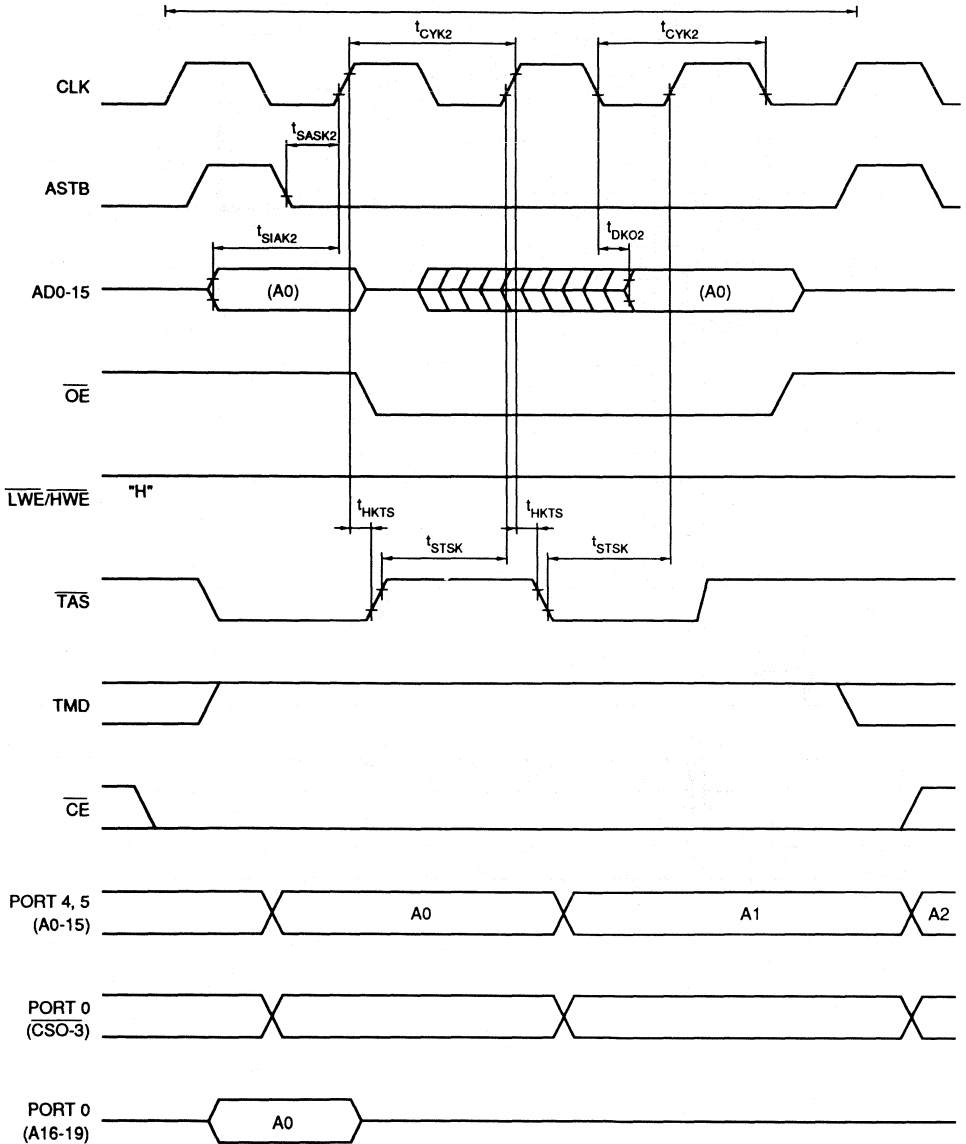 tCYK2 tCYK2
CLK
tSASK2
ASTB
tSIAK2 tDKO2
AD0-15 (A0) (A0)
OE
LWE/HWE "H"
tHKTS tHKTS
tSTSK tSTSK
TAS
TMD
CE
PORT 4, 5
(A0-15) A0 A1 A2
PORT 0
(CSO-3)
PORT 0
(A16-19) A0